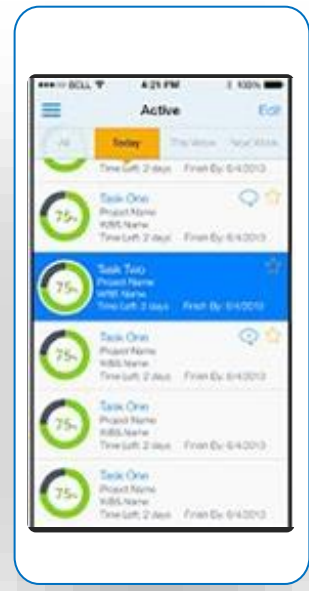 BELL 4:21 PM 100%
Active Edit
All Today This Week Next Week
Time Left: 2 days Finish By: 6/4/2013
75%
Task One
Project Name
WBS Name
Time Left: 2 days Finish By: 6/4/2013
75%
Task Two
Project Name
WBS Name
Time Left: 2 days Finish By: 6/4/2013
75%
Task One
Project Name
WBS Name
Time Left: 2 days Finish By: 6/4/2013
75%
Task One
Project Name
WBS Name
Time Left: 2 days Finish By: 6/4/2013
75%
Task One
Project Name
WBS Name
Time Left: 2 days Finish By: 6/4/2013